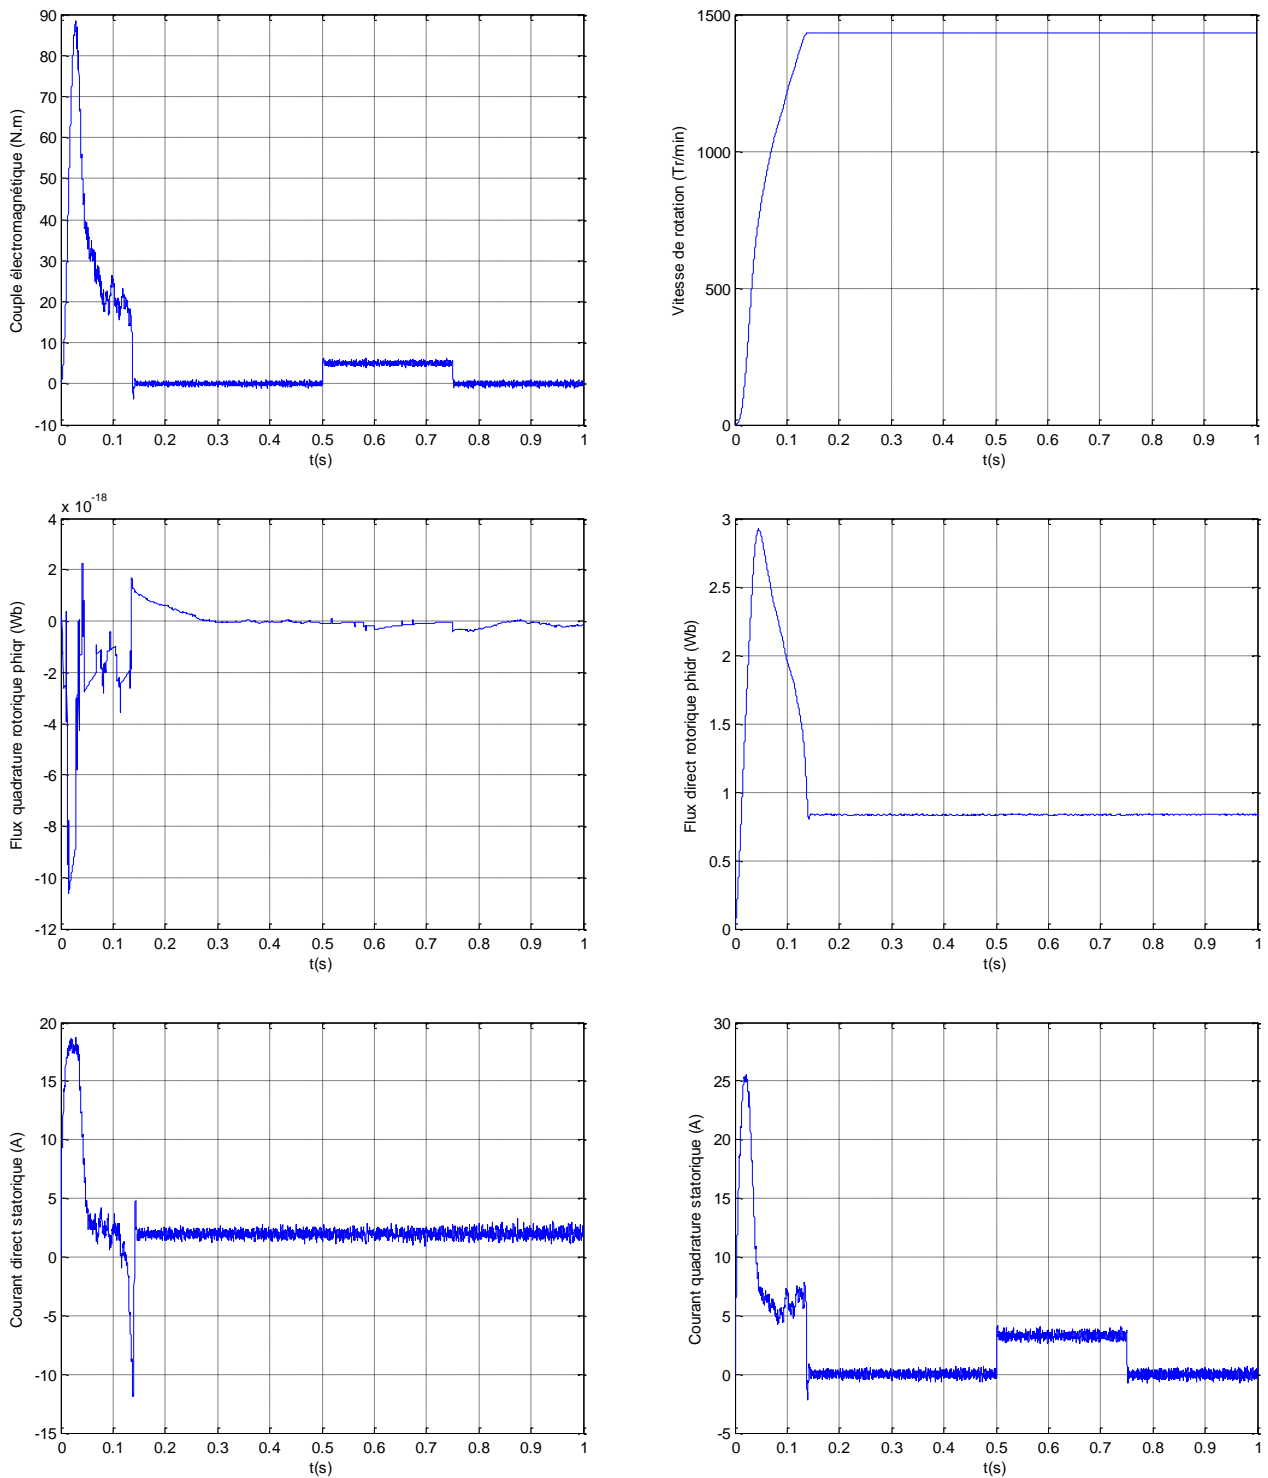 Couple électromagnétique (N.m)
90
80
70
60
50
40
30
20
10
0
-10
0 0.1 0.2 0.3 0.4 0.5 0.6 0.7 0.8 0.9 1
t(s)
Vitesse de rotation (Tr/min)
1500
1000
500
0
0 0.1 0.2 0.3 0.4 0.5 0.6 0.7 0.8 0.9 1
t(s)
x 10-18
Flux quadrature rotorique phiqr (Wb)
4
2
0
-2
-4
-6
-8
-10
-12
0 0.1 0.2 0.3 0.4 0.5 0.6 0.7 0.8 0.9 1
t(s)
Flux direct rotorique phidr (Wb)
3
2.5
2
1.5
1
0.5
0
0 0.1 0.2 0.3 0.4 0.5 0.6 0.7 0.8 0.9 1
t(s)
Courant direct statorique (A)
20
15
10
5
0
-5
-10
-15
0 0.1 0.2 0.3 0.4 0.5 0.6 0.7 0.8 0.9 1
t(s)
Courant quadrature statorique (A)
30
25
20
15
10
5
0
-5
0 0.1 0.2 0.3 0.4 0.5 0.6 0.7 0.8 0.9 1
t(s)